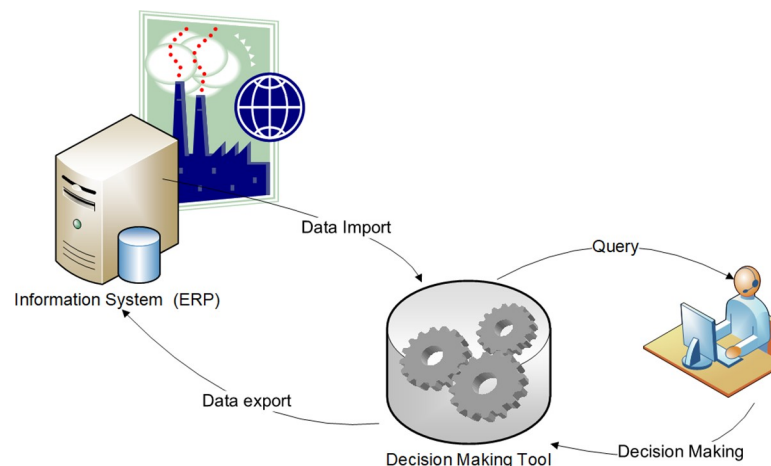 Data Import
Query
Information System (ERP)
Data export
Decision Making
Decision Making Tool